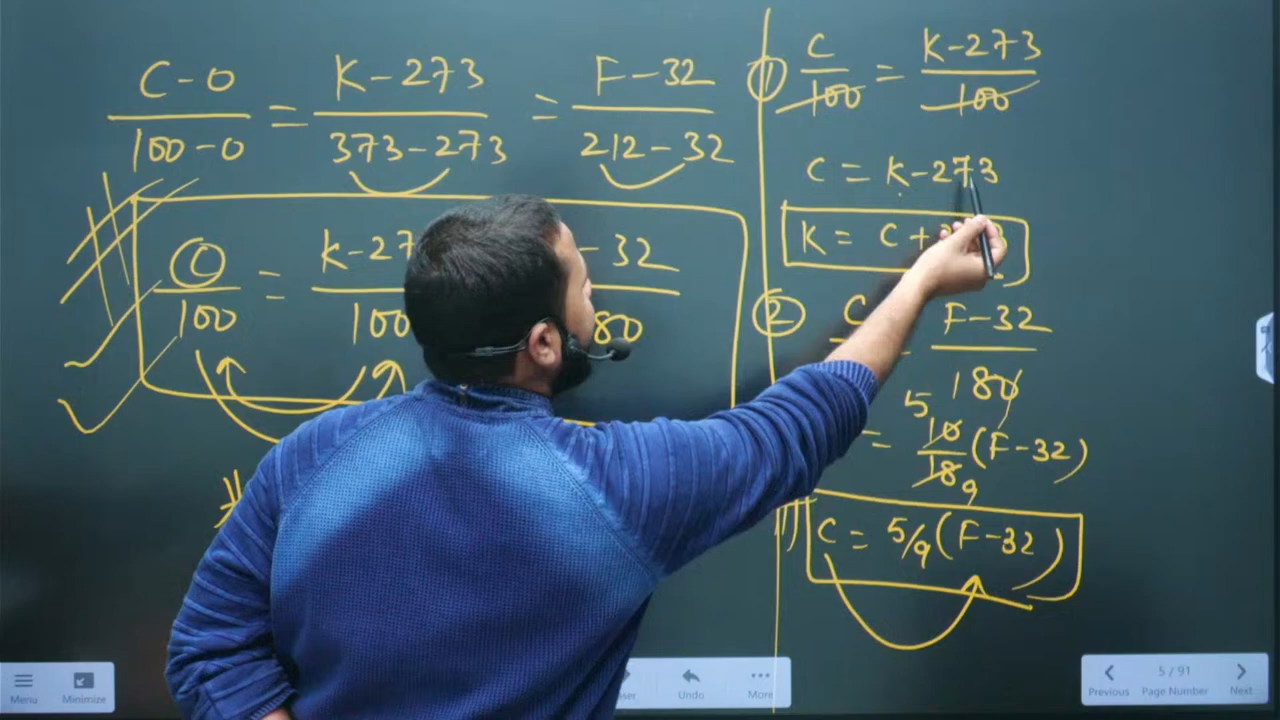 C-0/100-0 = K-273/373-273 = F-32/212-32
C/100 = K-27 /100 = -32/80
① C/100 = K-273/100
C = K-273
K = C+
② C = F-32/180
= 5 10/18 9 (F-32)
C = 5/9 (F-32)
Menu
Minimize
Undo
More
Previous
5 / 91
Page Number
Next